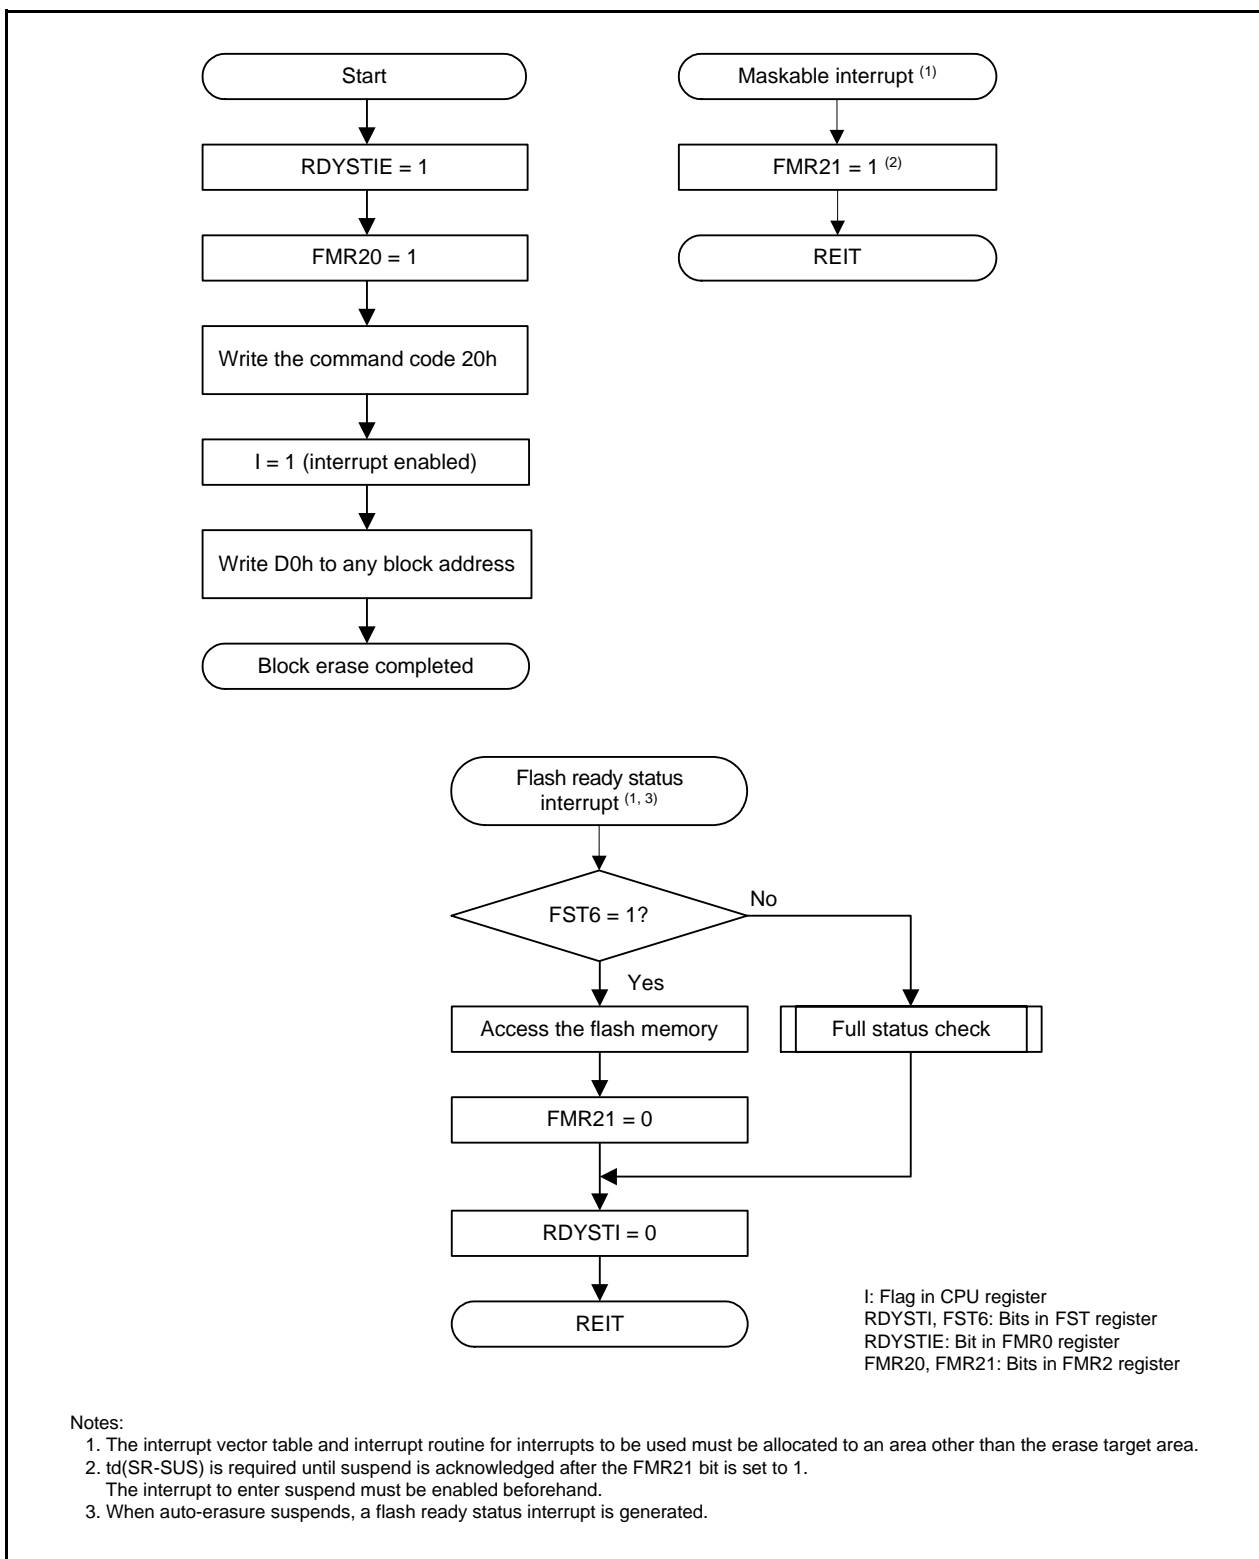 Start
RDYSTIE = 1
FMR20 = 1
Write the command code 20h
I = 1 (interrupt enabled)
Write D0h to any block address
Block erase completed
Maskable interrupt (1)
FMR21 = 1 (2)
REIT
Flash ready status
interrupt (1, 3)
FST6 = 1?
No
Yes
Access the flash memory
Full status check
FMR21 = 0
RDYSTI = 0
REIT
I: Flag in CPU register
RDYSTI, FST6: Bits in FST register
RDYSTIE: Bit in FMR0 register
FMR20, FMR21: Bits in FMR2 register
Notes:
1. The interrupt vector table and interrupt routine for interrupts to be used must be allocated to an area other than the erase target area.
2. td(SR-SUS) is required until suspend is acknowledged after the FMR21 bit is set to 1.
The interrupt to enter suspend must be enabled beforehand.
3. When auto-erasure suspends, a flash ready status interrupt is generated.